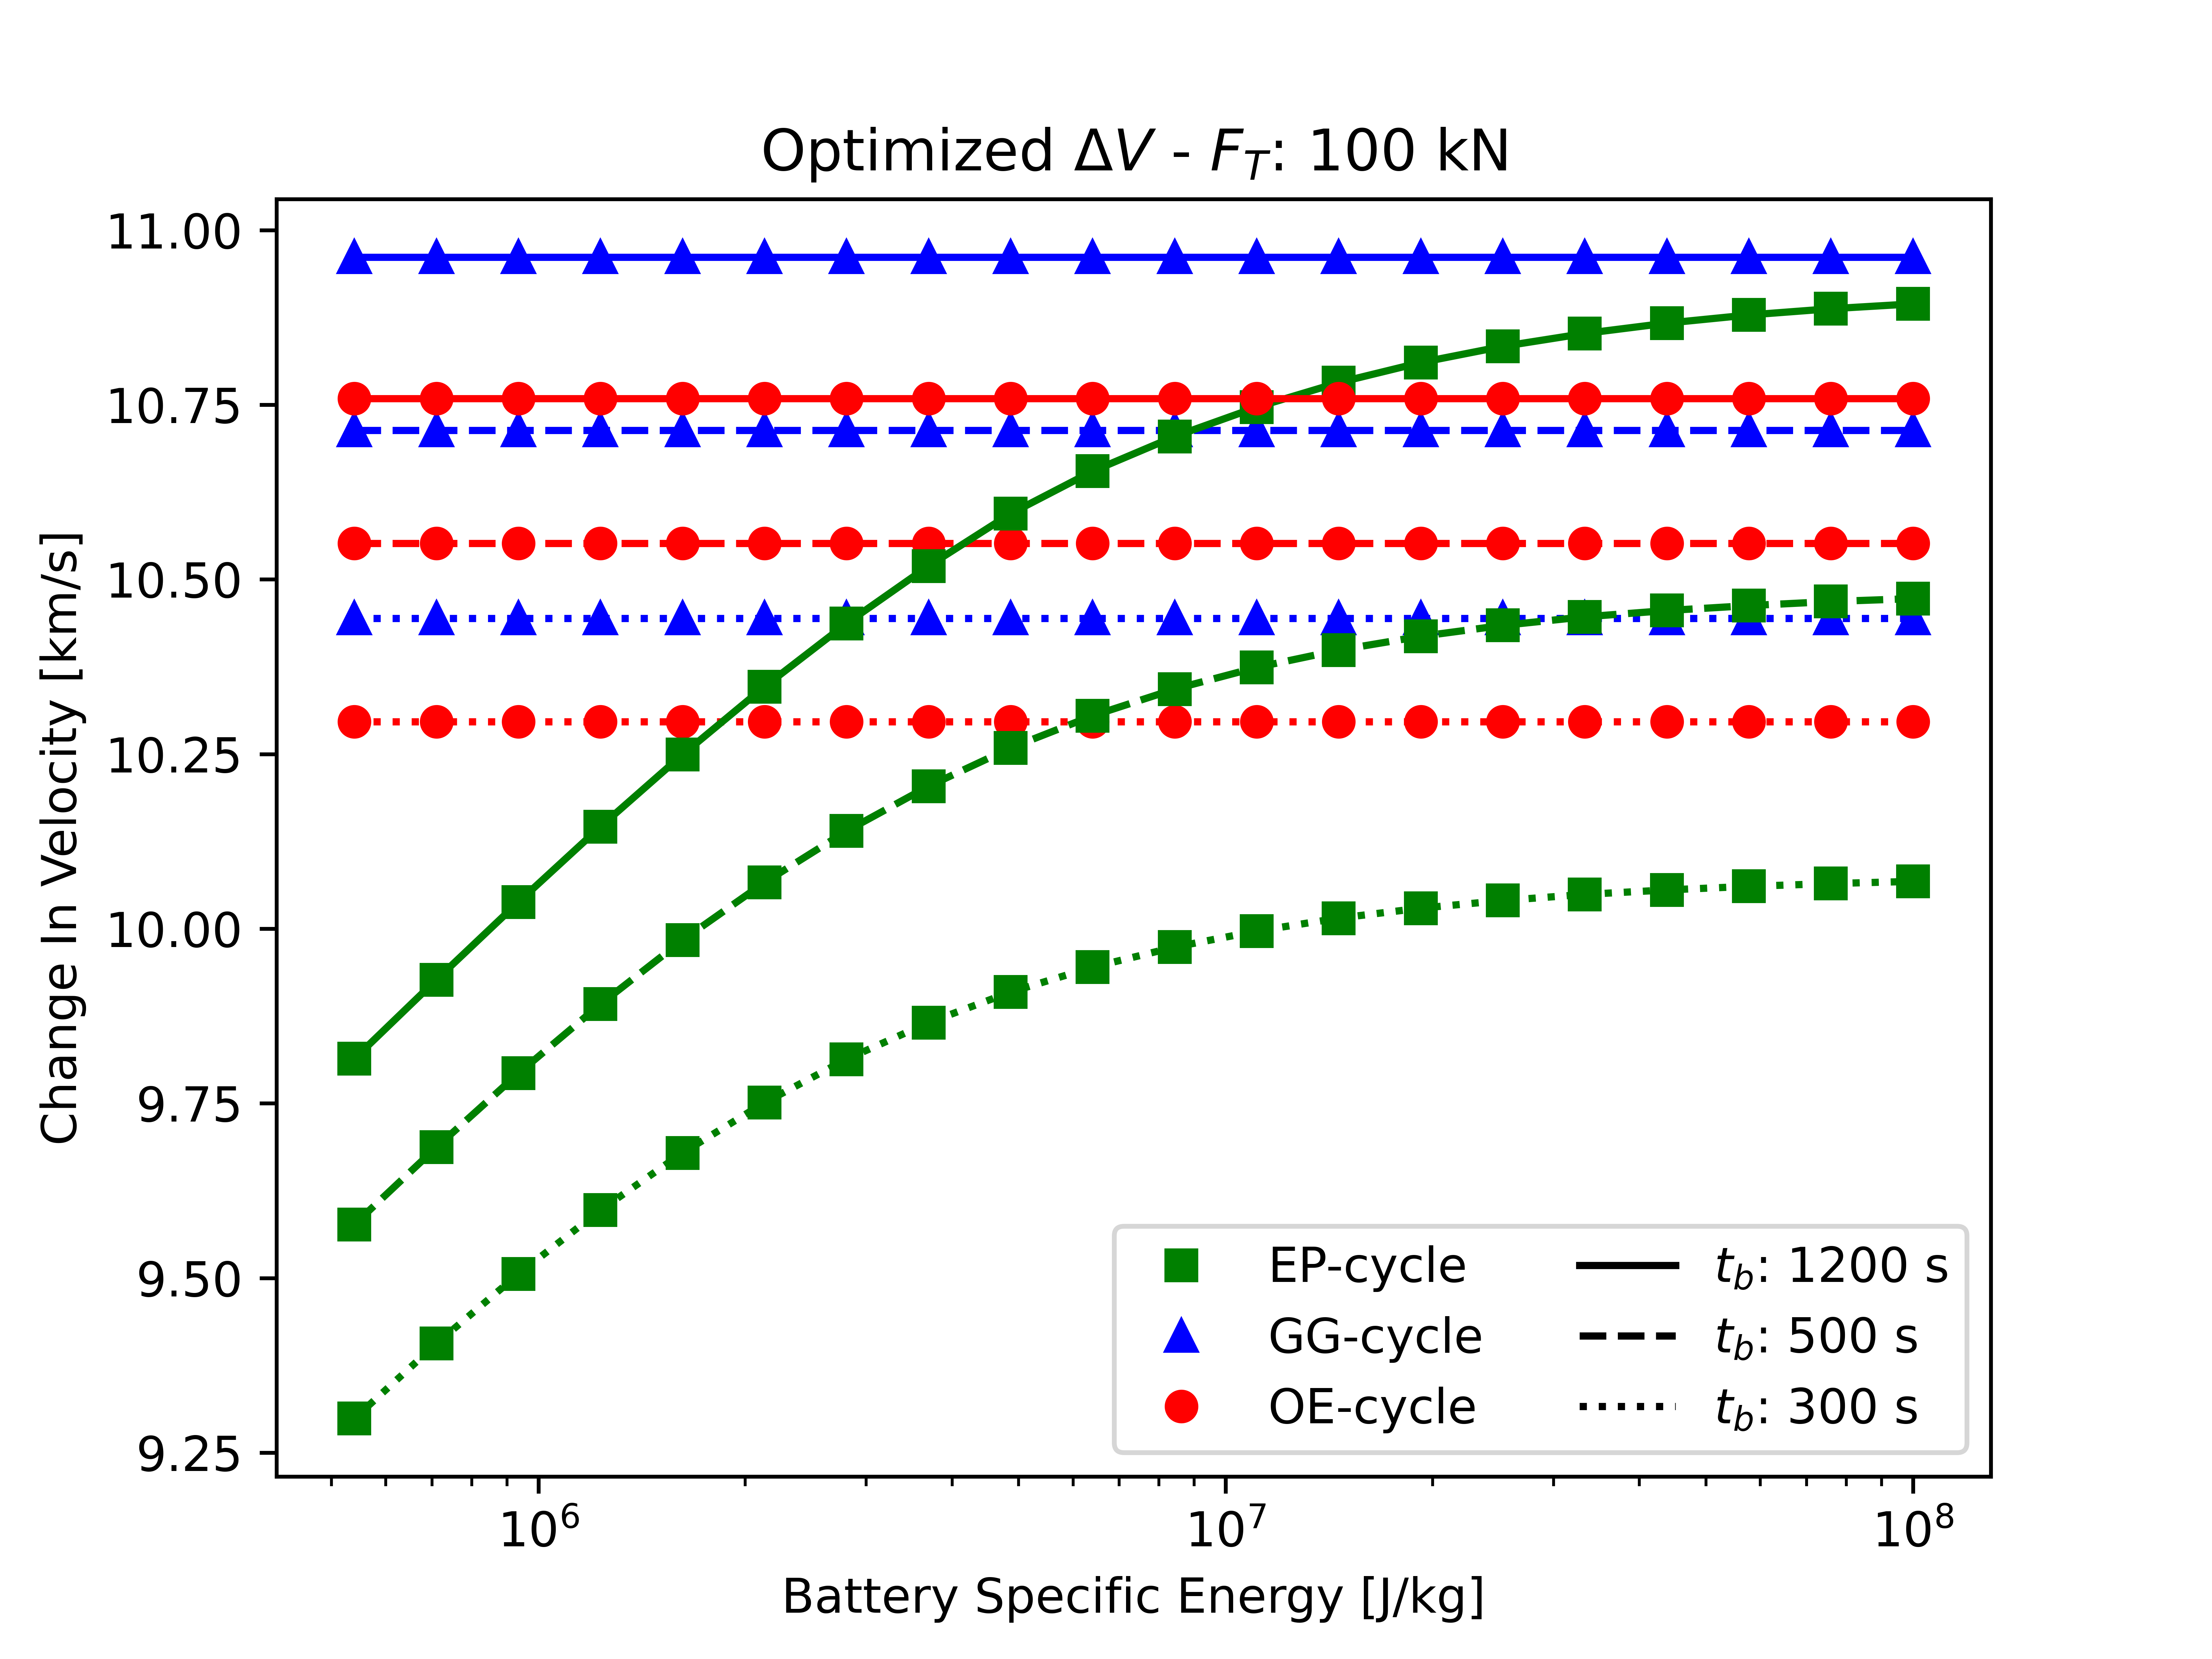 Optimized ΔV - F_T: 100 kN
Change In Velocity [km/s]
11.00
10.75
10.50
10.25
10.00
9.75
9.50
9.25
EP-cycle
GG-cycle
OE-cycle
t_b: 1200 s
t_b: 500 s
t_b: 300 s
10^6
10^7
10^8
Battery Specific Energy [J/kg]